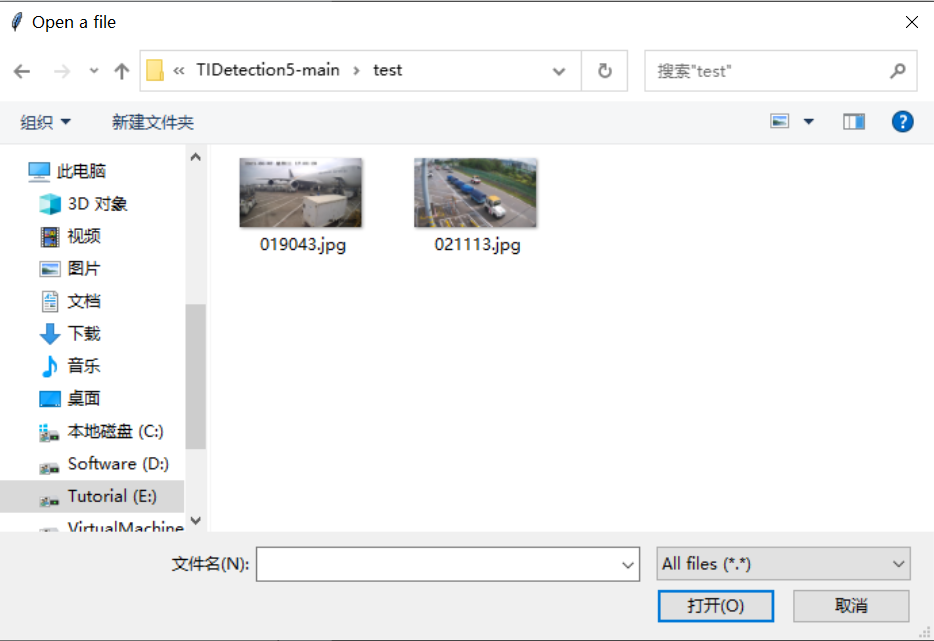 Open a file
« TIDetection5-main › test
搜索"test"
组织
新建文件夹
此电脑
3D 对象
视频
图片
文档
下载
音乐
桌面
本地磁盘 (C:)
Software (D:)
Tutorial (E:)
VirtualMachine
019043.jpg
021113.jpg
文件名(N):
All files (*.*)
打开(O)
取消